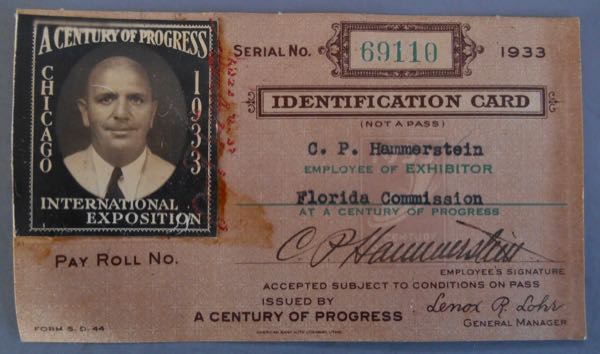 A CENTURY OF PROGRESS
CHICAGO
1933
INTERNATIONAL
EXPOSITION
SERIAL NO. 69110 1933
IDENTIFICATION CARD
(NOT A PASS)
C. P. Hammerstein
EMPLOYEE OF EXHIBITOR
Florida Commission
AT A CENTURY OF PROGRESS
C. P. Hammerstein
EMPLOYEE'S SIGNATURE
PAY ROLL NO.
ACCEPTED SUBJECT TO CONDITIONS ON PASS
ISSUED BY
A CENTURY OF PROGRESS
Lenox R. Lohr
GENERAL MANAGER
FORM S. D.-44